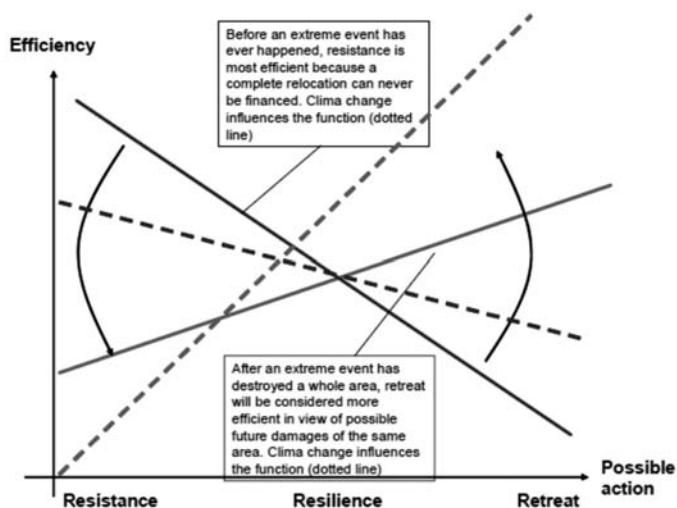 Efficiency
Before an extreme event has
ever happened, resistance is
most efficient because a
complete relocation can never
be financed. Clima change
influences the function (dotted
line)
After an extreme event has
destroyed a whole area, retreat
will be considered more
efficient in view of possible
future damages of the same
area. Clima change influences
the function (dotted line)
Possible
action
Resistance
Resilience
Retreat